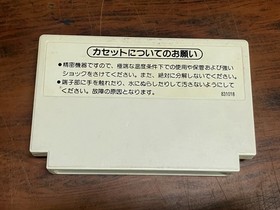 カセットについてのお願い
●精密機器ですので、極端な温度条件下での使用や保管および強い
ショックをさけてください。また、絶対に分解しないでください。
●端子部に手を触れたり、水にぬらしたりして汚さないようにして
ください。故障の原因となります。